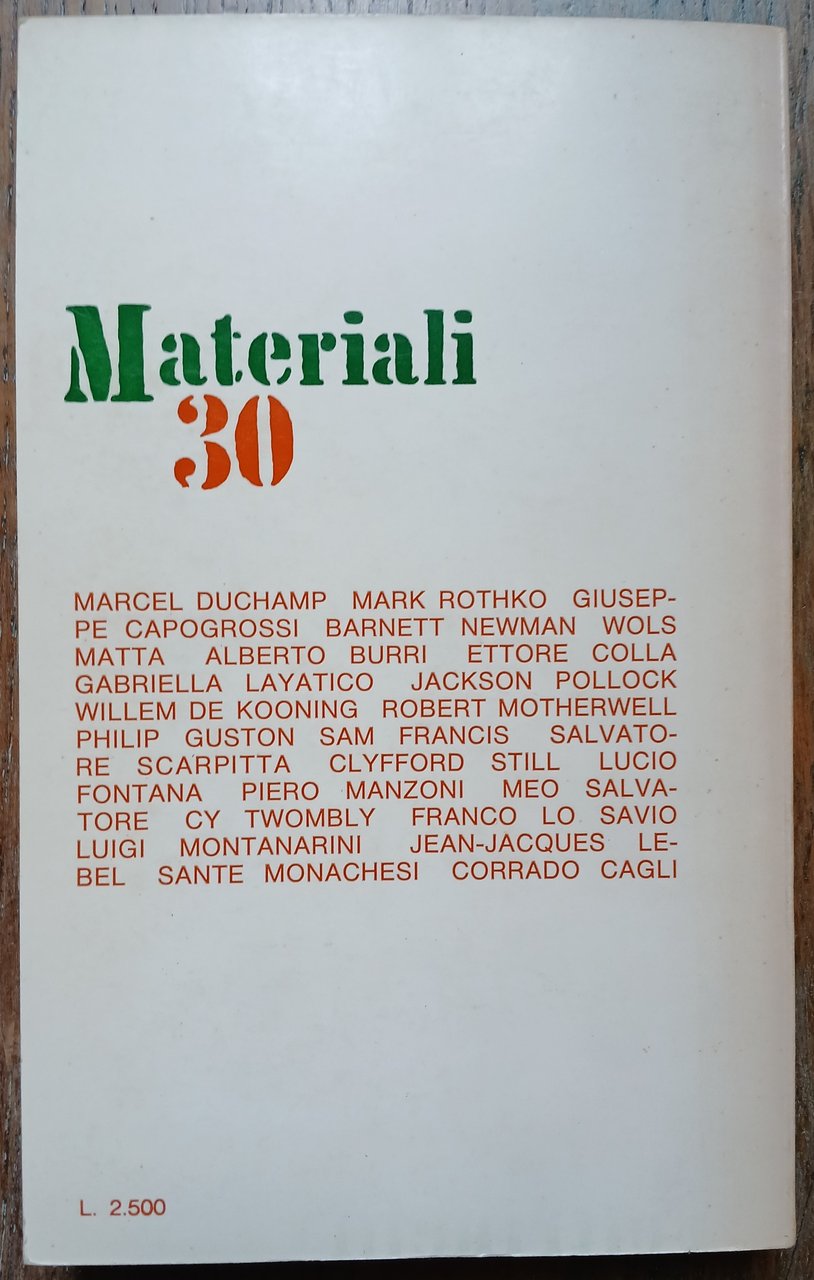 Materiali
30
MARCEL DUCHAMP MARK ROTHKO GIUSEP-
PE CAPOGROSSI BARNETT NEWMAN WOLS
MATTA ALBERTO BURRI ETTORE COLLA
GABRIELLA LAYATICO JACKSON POLLOCK
WILLEM DE KOONING ROBERT MOTHERWELL
PHILIP GUSTON SAM FRANCIS SALVATO-
RE SCARPITTA CLYFFORD STILL LUCIO
FONTANA PIERO MANZONI MEO SALVA-
TORE CY TWOMBLY FRANCO LO SAVIO
LUIGI MONTANARINI JEAN-JACQUES LE-
BEL SANTE MONACHESI CORRADO CAGLI
L. 2.500